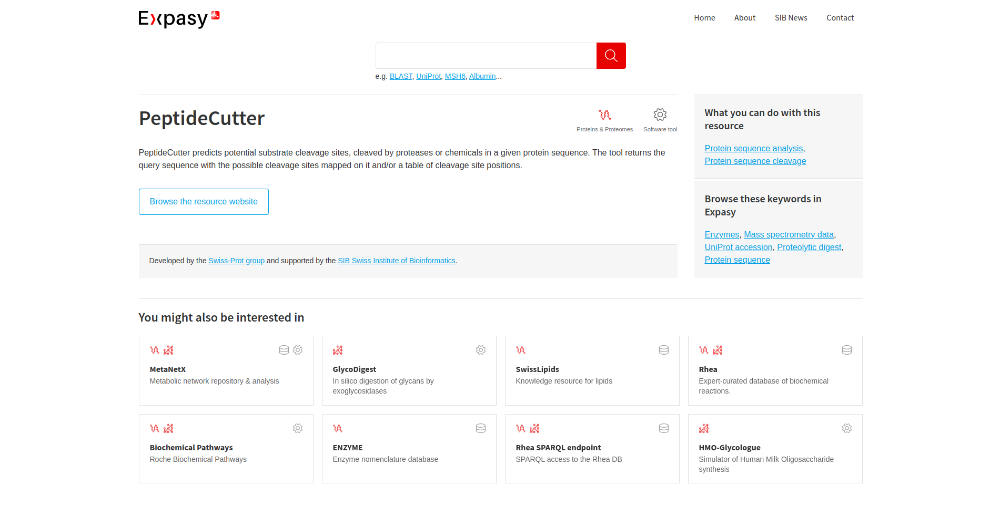 Expasy
Home About SIB News Contact
e.g. BLAST, UniProt, MSH6, Albumin...
PeptideCutter
Proteins & Proteomes
Software tool
PeptideCutter predicts potential substrate cleavage sites, cleaved by proteases or chemicals in a given protein sequence. The tool returns the
query sequence with the possible cleavage sites mapped on it and/or a table of cleavage site positions.
Browse the resource website
Developed by the Swiss-Prot group and supported by the SIB Swiss Institute of Bioinformatics.
What you can do with this
resource
Protein sequence analysis,
Protein sequence cleavage
Browse these keywords in
Expasy
Enzymes, Mass spectrometry data,
UniProt accession, Proteolytic digest,
Protein sequence
You might also be interested in
MetaNetX
Metabolic network repository & analysis
GlycoDigest
In silico digestion of glycans by
exoglycosidases
SwissLipids
Knowledge resource for lipids
Rhea
Expert-curated database of biochemical
reactions.
Biochemical Pathways
Roche Biochemical Pathways
ENZYME
Enzyme nomenclature database
Rhea SPARQL endpoint
SPARQL access to the Rhea DB
HMO-Glycologue
Simulator of Human Milk Oligosaccharide
synthesis